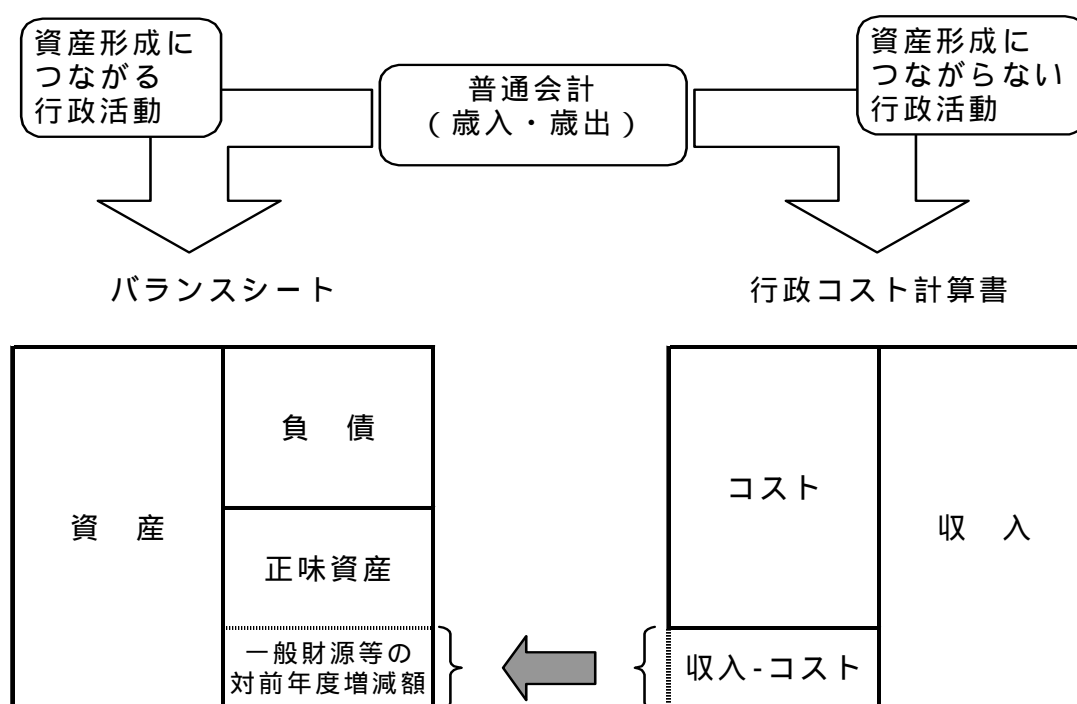 資産形成に
つながる
行政活動
普通会計
(歳入・歳出)
資産形成に
つながらない
行政活動
バランスシート
行政コスト計算書
資 産
負 債
正味資産
一般財源等の
対前年度増減額
コスト
収入-コスト
収 入